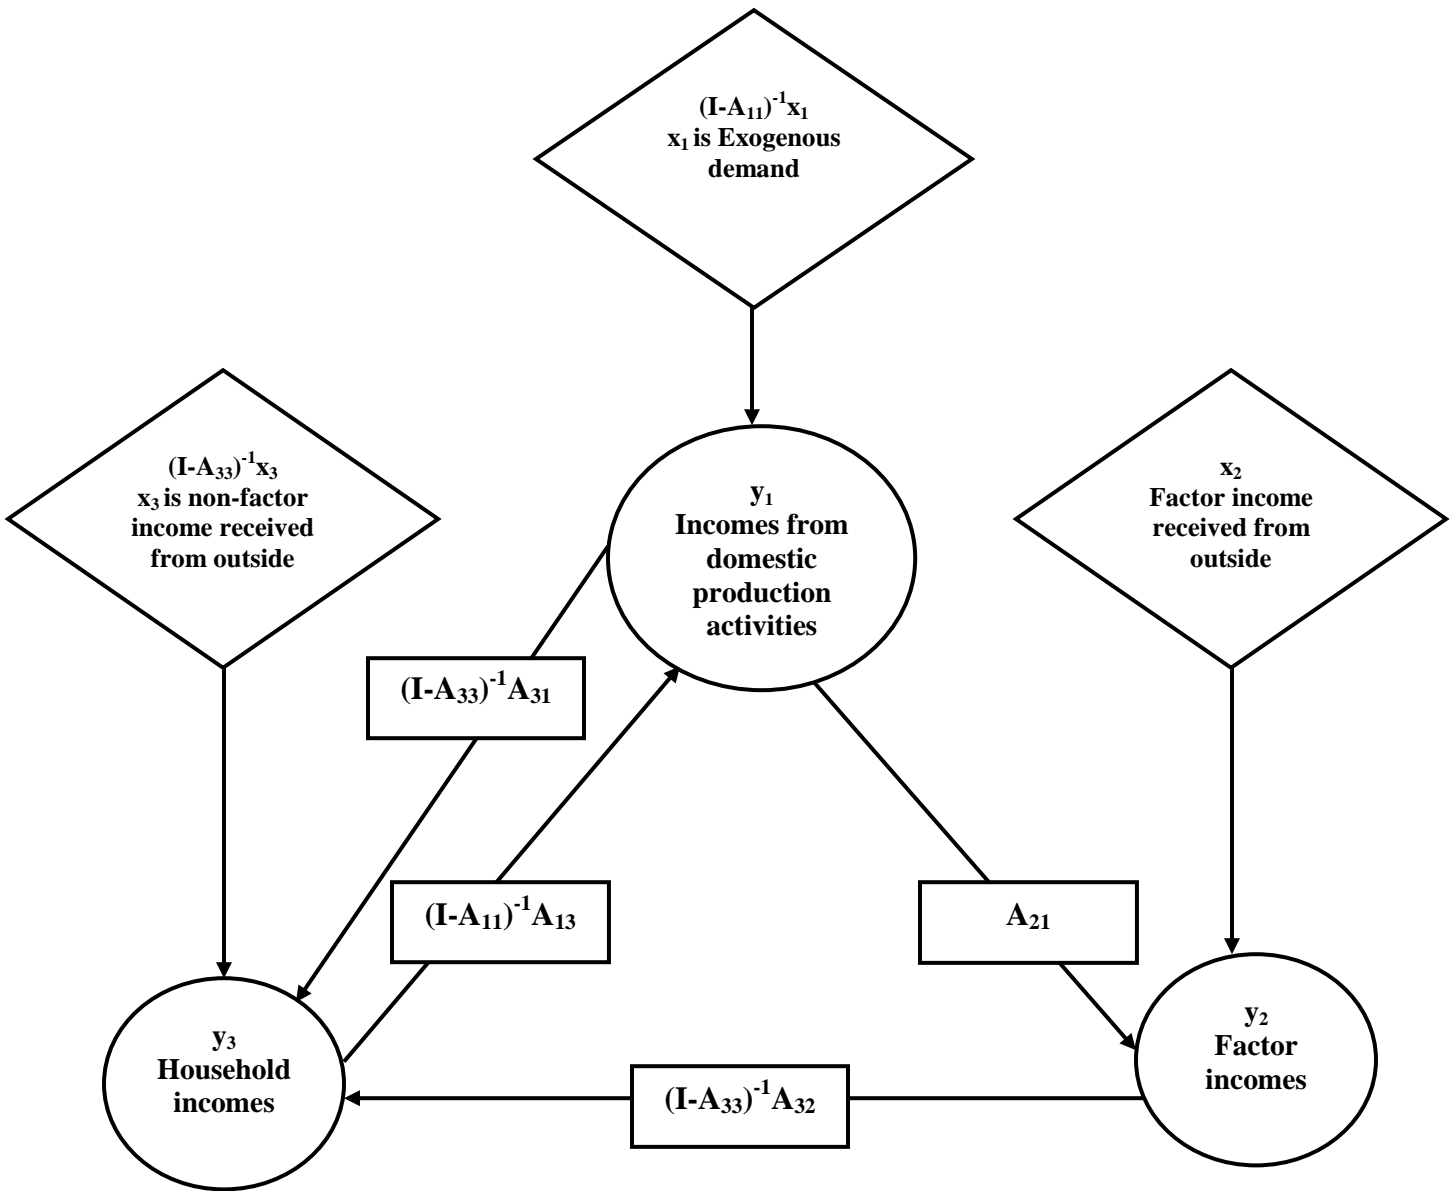 (I-A₁₁)⁻¹x₁
x₁ is Exogenous
demand
(I-A₃₃)⁻¹x₃
x₃ is non-factor
income received
from outside
y₁
Incomes from
domestic
production
activities
x₂
Factor income
received from
outside
(I-A₃₃)⁻¹A₃₁
(I-A₁₁)⁻¹A₁₃
A₂₁
y₃
Household
incomes
(I-A₃₃)⁻¹A₃₂
y₂
Factor
incomes